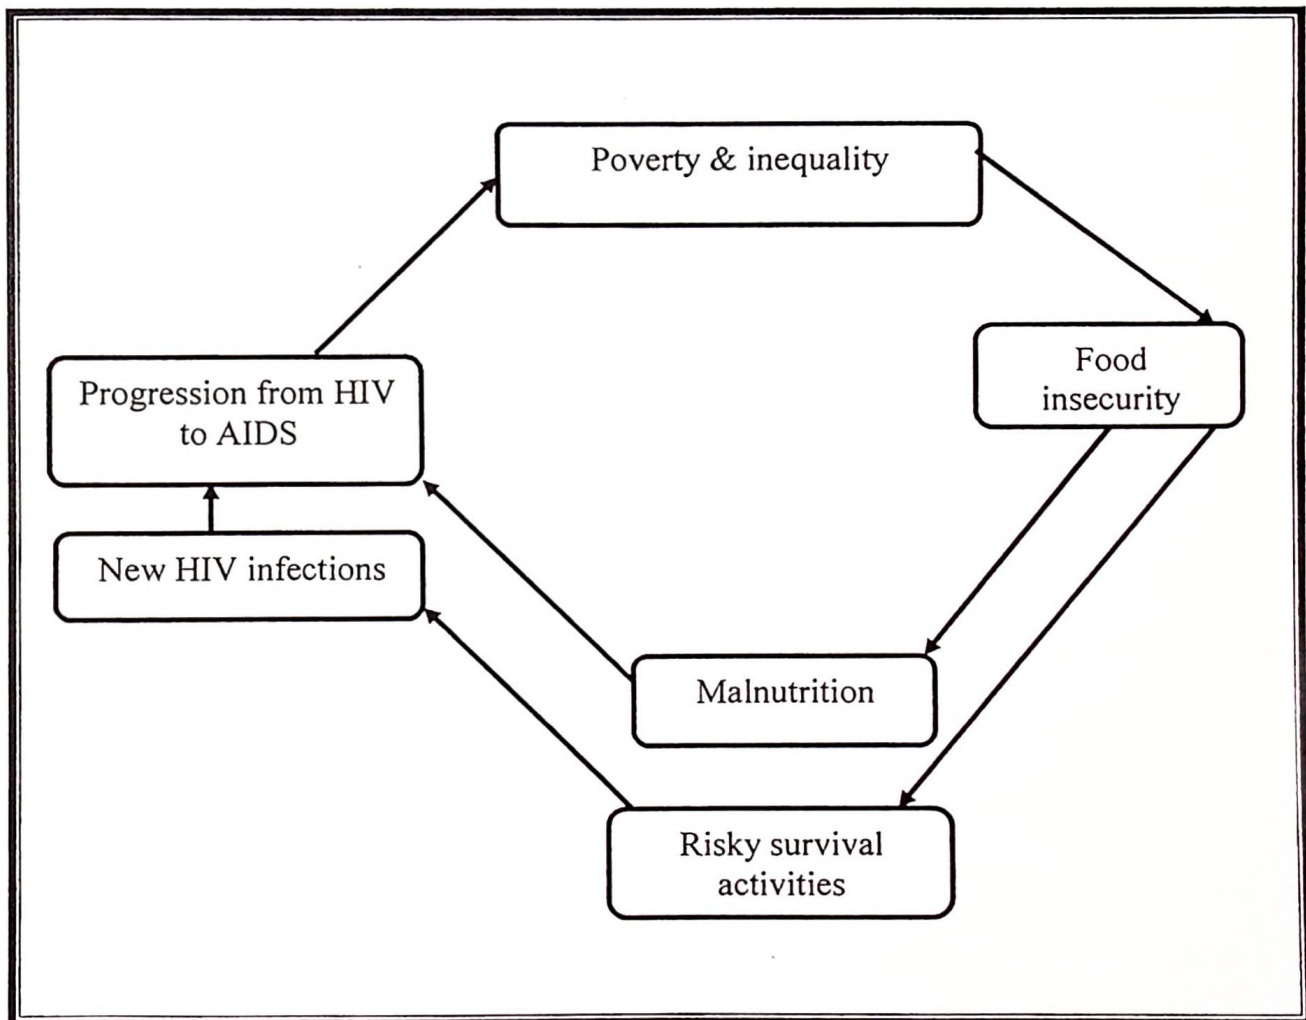 Poverty & inequality
Food
insecurity
Progression from HIV
to AIDS
New HIV infections
Malnutrition
Risky survival
activities